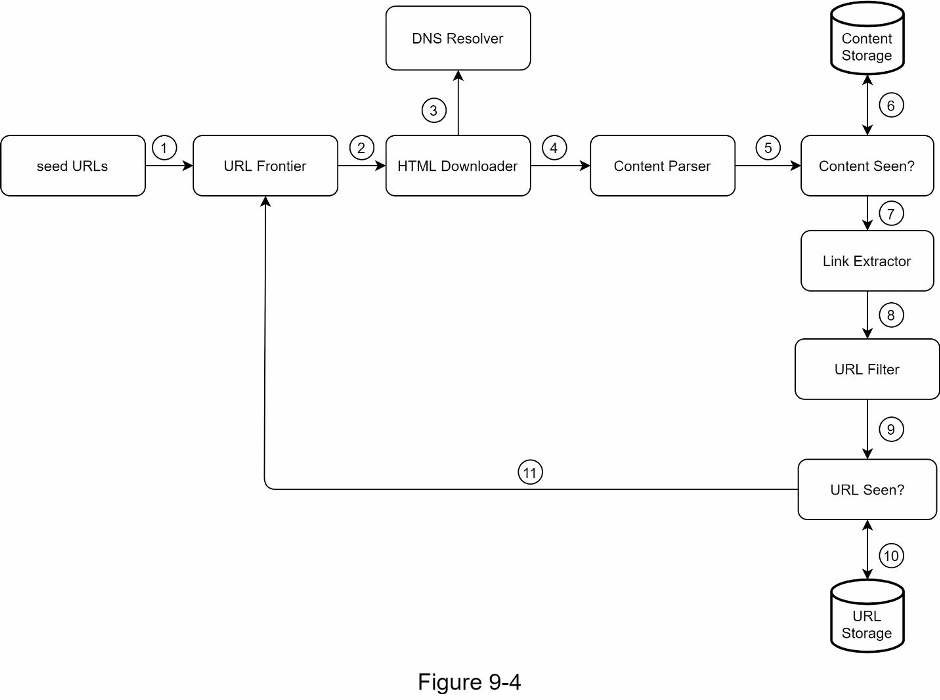 DNS Resolver
Content
Storage
3
6
1
2
4
5
seed URLs
URL Frontier
HTML Downloader
Content Parser
Content Seen?
7
Link Extractor
8
URL Filter
9
11
URL Seen?
10
URL
Storage
Figure 9-4